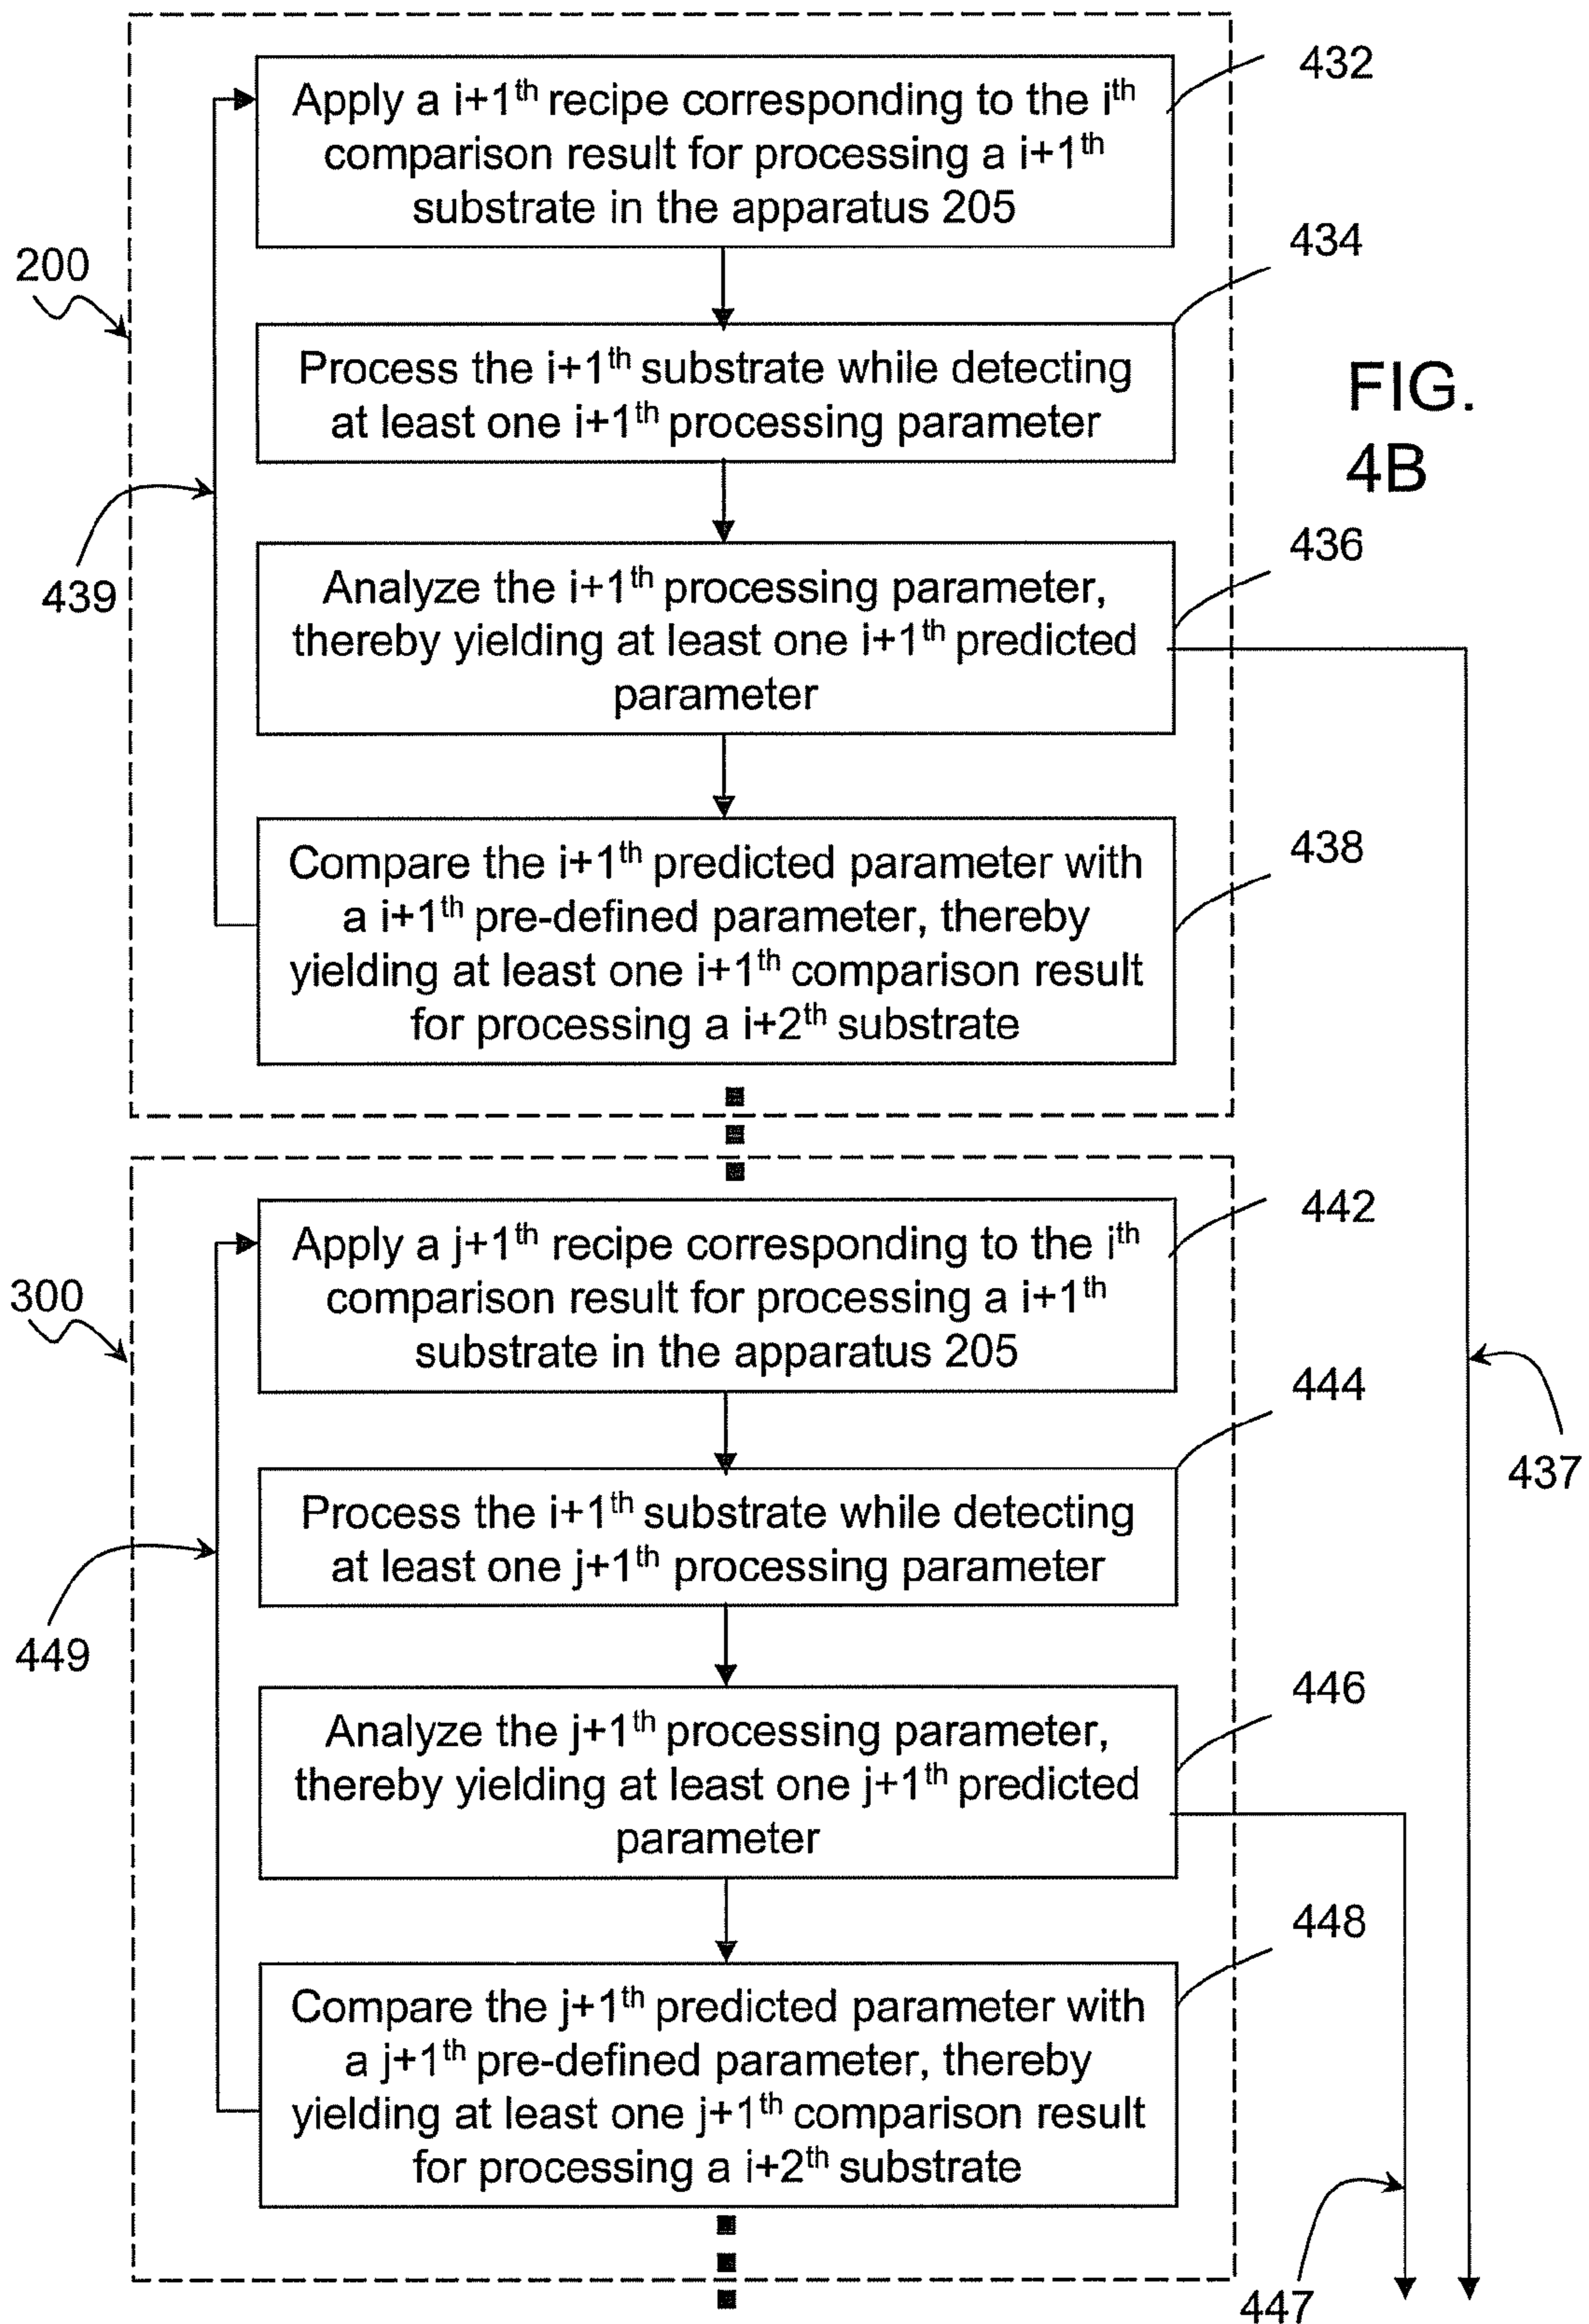 432
Apply a i+1th recipe corresponding to the ith
comparison result for processing a i+1th
substrate in the apparatus 205
200
434
Process the i+1th substrate while detecting
at least one i+1th processing parameter
FIG.
4B
439
436
Analyze the i+1th processing parameter,
thereby yielding at least one i+1th predicted
parameter
438
Compare the i+1th predicted parameter with
a i+1th pre-defined parameter, thereby
yielding at least one i+1th comparison result
for processing a i+2th substrate
442
Apply a j+1th recipe corresponding to the ith
comparison result for processing a i+1th
substrate in the apparatus 205
300
444
437
Process the i+1th substrate while detecting
at least one j+1th processing parameter
449
446
Analyze the j+1th processing parameter,
thereby yielding at least one j+1th predicted
parameter
448
Compare the j+1th predicted parameter with
a j+1th pre-defined parameter, thereby
yielding at least one j+1th comparison result
for processing a i+2th substrate
447